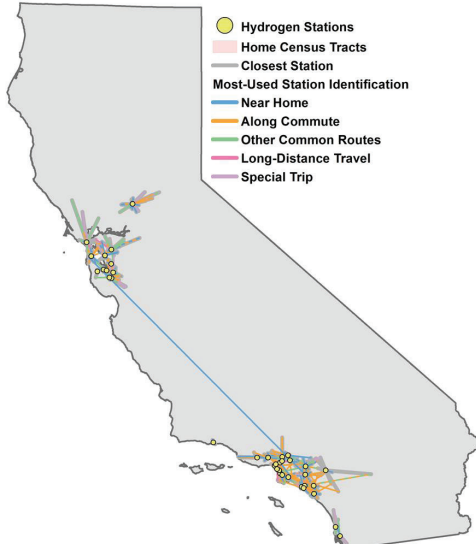 Hydrogen Stations
Home Census Tracts
Closest Station
Most-Used Station Identification
Near Home
Along Commute
Other Common Routes
Long-Distance Travel
Special Trip